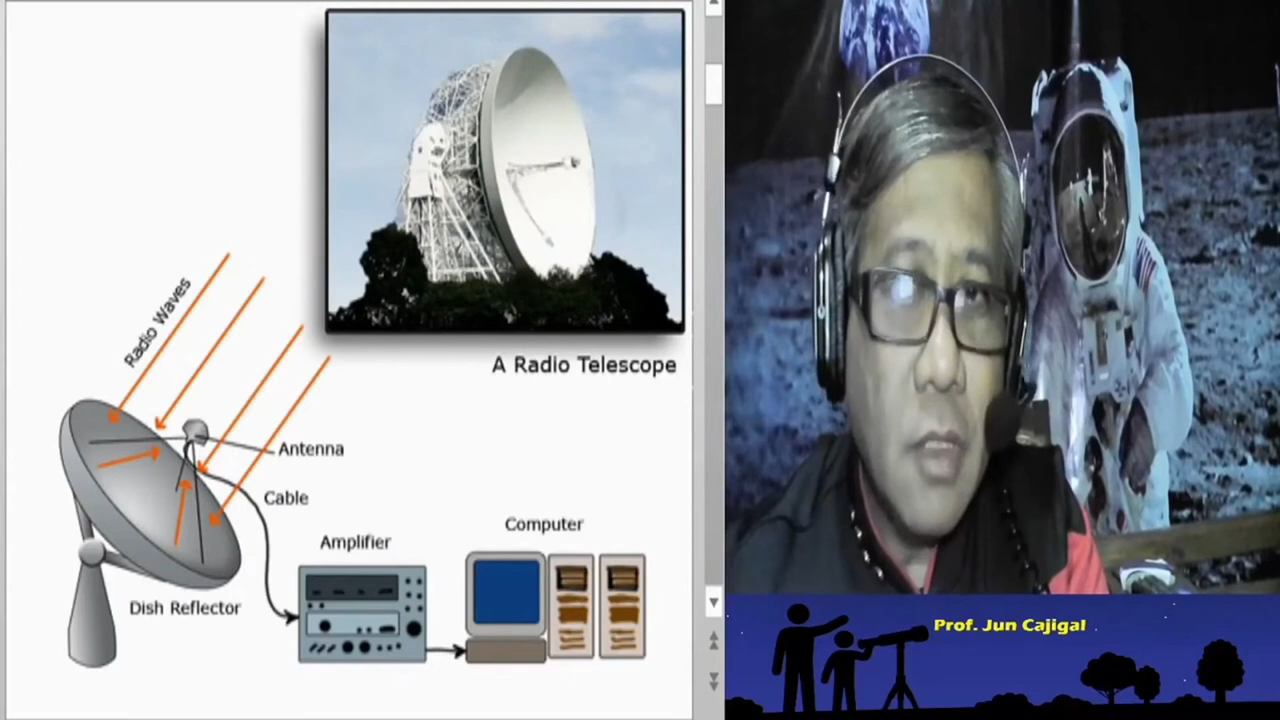 A Radio Telescope
Radio Waves
Antenna
Cable
Computer
Amplifier
Dish Reflector
Prof. Jun Cajigal